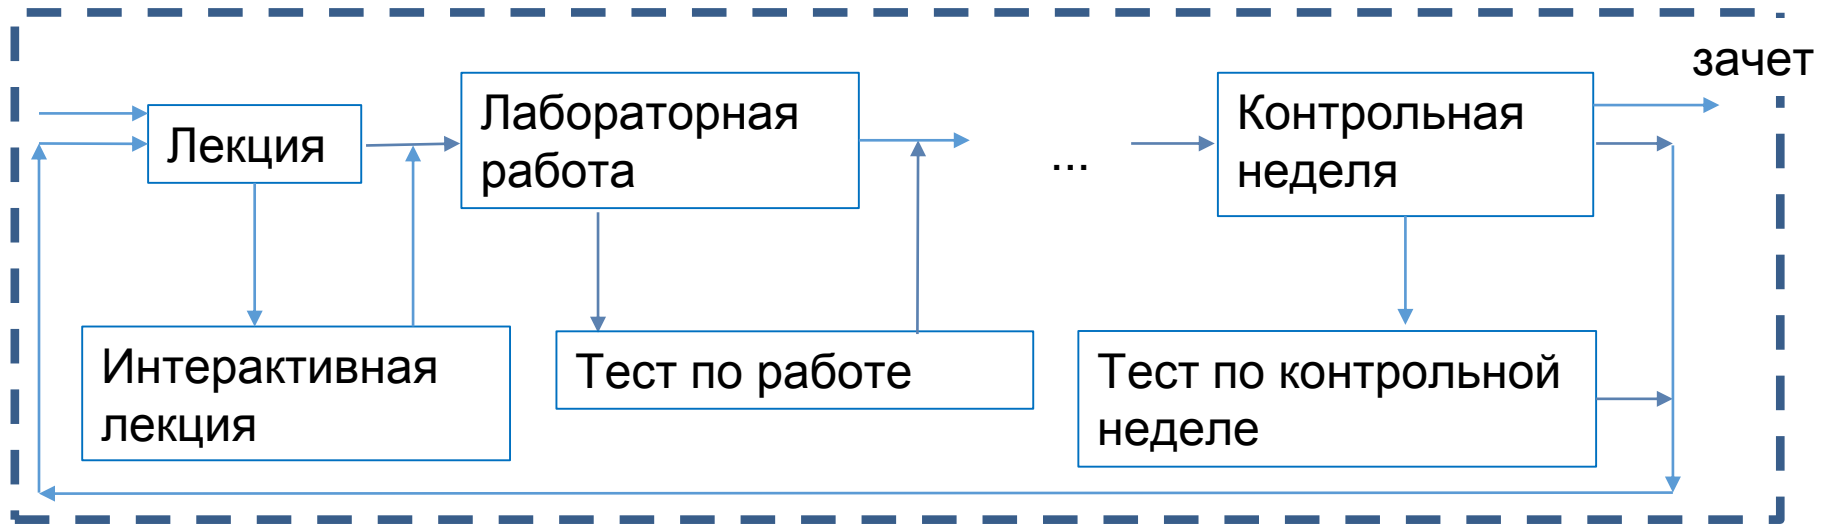 зачет
Лекция
Лабораторная
работа
...
Контрольная
неделя
Интерактивная
лекция
Тест по работе
Тест по контрольной
неделе